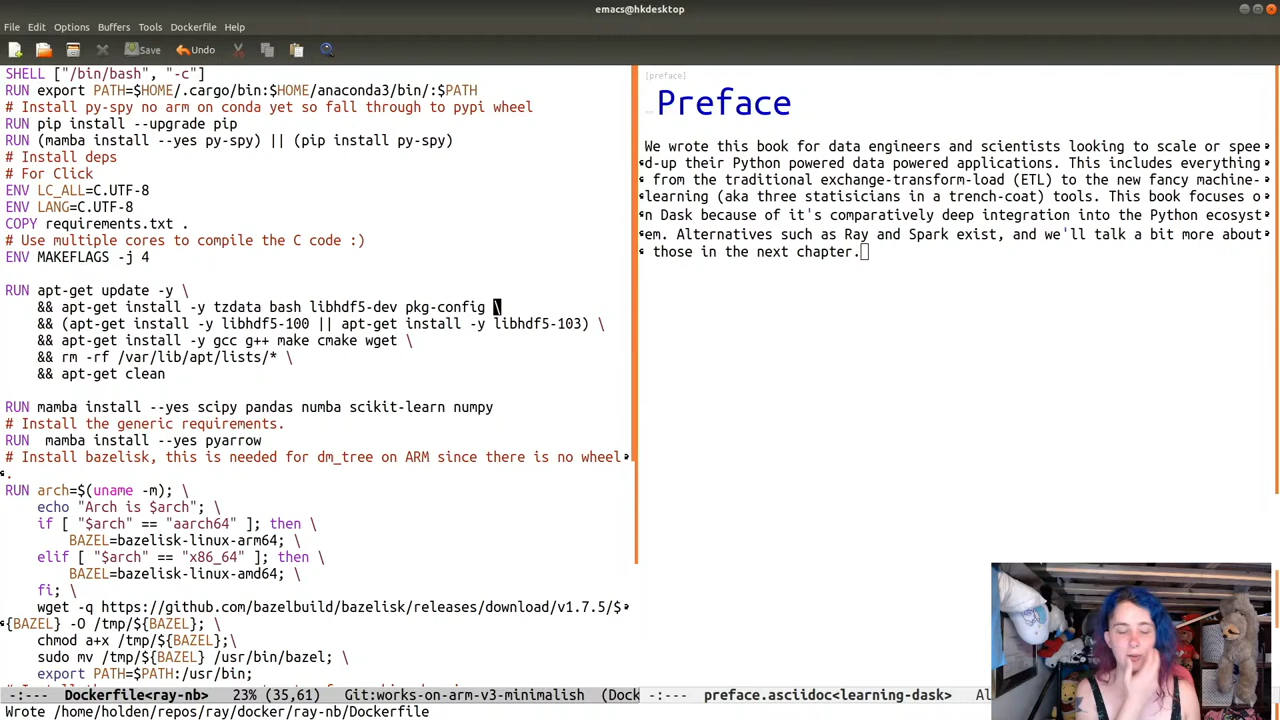 emacs@hkdesktop
File Edit Options Buffers Tools Dockerfile Help
Save Undo
SHELL ["/bin/bash", "-c"]
RUN export PATH=$HOME/.cargo/bin:$HOME/anaconda3/bin/:$PATH
# Install py-spy no arm on conda yet so fall through to pypi wheel
RUN pip install --upgrade pip
RUN (mamba install --yes py-spy) || (pip install py-spy)
# Install deps
# For Click
ENV LC_ALL=C.UTF-8
ENV LANG=C.UTF-8
COPY requirements.txt .
# Use multiple cores to compile the C code :)
ENV MAKEFLAGS -j 4
RUN apt-get update -y \
&& apt-get install -y tzdata bash libhdf5-dev pkg-config \
&& (apt-get install -y libhdf5-100 || apt-get install -y libhdf5-103) \
&& apt-get install -y gcc g++ make cmake wget \
&& rm -rf /var/lib/apt/lists/* \
&& apt-get clean
RUN mamba install --yes scipy pandas numba scikit-learn numpy
# Install the generic requirements.
RUN  mamba install --yes pyarrow
# Install bazelisk, this is needed for dm_tree on ARM since there is no wheel
.
RUN arch=$(uname -m); \
echo "Arch is $arch"; \
if [ "$arch" == "aarch64" ]; then \
BAZEL=bazelisk-linux-arm64; \
elif [ "$arch" == "x86_64" ]; then \
BAZEL=bazelisk-linux-amd64; \
fi; \
wget -q https://github.com/bazelbuild/bazelisk/releases/download/v1.7.5/$
{BAZEL} -O /tmp/${BAZEL}; \
chmod a+x /tmp/${BAZEL};\
sudo mv /tmp/${BAZEL} /usr/bin/bazel; \
export PATH=$PATH:/usr/bin;
-:--- Dockerfile<ray-nb> 23% (35,61) Git:works-on-arm-v3-minimalish (Dock
Wrote /home/holden/repos/ray/docker/ray-nb/Dockerfile
[preface]
Preface
We wrote this book for data engineers and scientists looking to scale or spee
d-up their Python powered data powered applications. This includes everything
from the traditional exchange-transform-load (ETL) to the new fancy machine-
learning (aka three statisicians in a trench-coat) tools. This book focuses o
n Dask because of it's comparatively deep integration into the Python ecosyst
em. Alternatives such as Ray and Spark exist, and we'll talk a bit more about
those in the next chapter.
-:--- preface.asciidoc<learning-dask> Al